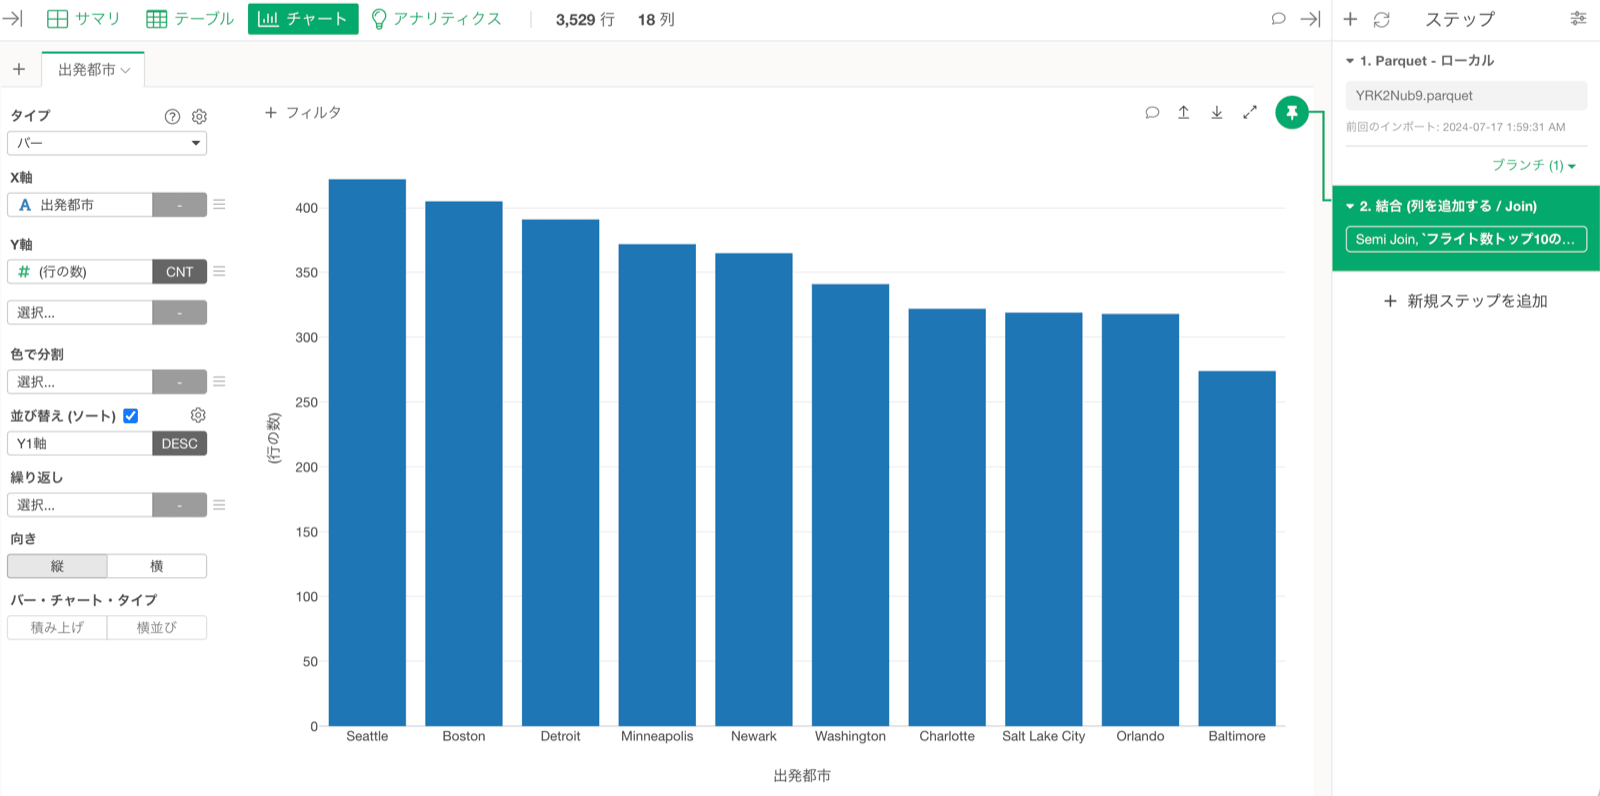 サマリ テーブル チャート アナリティクス 3,529 行 18 列
ステップ
出発都市
タイプ
バー
X軸
A 出発都市 -
Y軸
# (行の数) CNT
選択... -
色で分割
選択... -
並び替え (ソート)
Y1軸 DESC
繰り返し
選択... -
向き
縦 横
バー・チャート・タイプ
積み上げ 横並び
+ フィルタ
(行の数)
400
350
300
250
200
150
100
50
0
Seattle Boston Detroit Minneapolis Newark Washington Charlotte Salt Lake City Orlando Baltimore
出発都市
1. Parquet - ローカル
YRK2Nub9.parquet
前回のインポート: 2024-07-17 1:59:31 AM
ブランチ (1)
2. 結合 (列を追加する / Join)
Semi Join, `フライト数トップ10の...
+ 新規ステップを追加